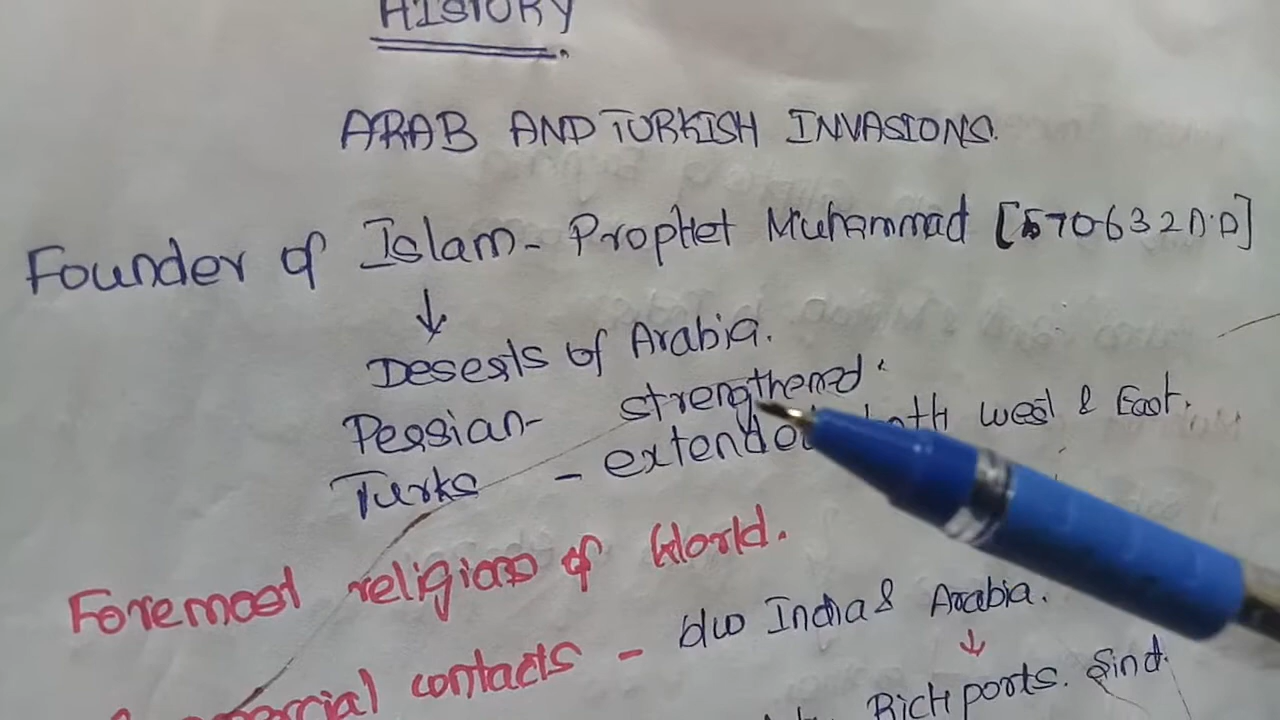 HISTORY
ARAB AND TURKISH INVASIONS.
Founder of Islam - Prophet Muhammad [570-632 A.D]
↓
Deserts of Arabia.
Persian - strengthened.
Turks - extended both west & East.
Foremost religions of World.
contacts - b/w India & Arabia.
↓
Rich ports. Sind.